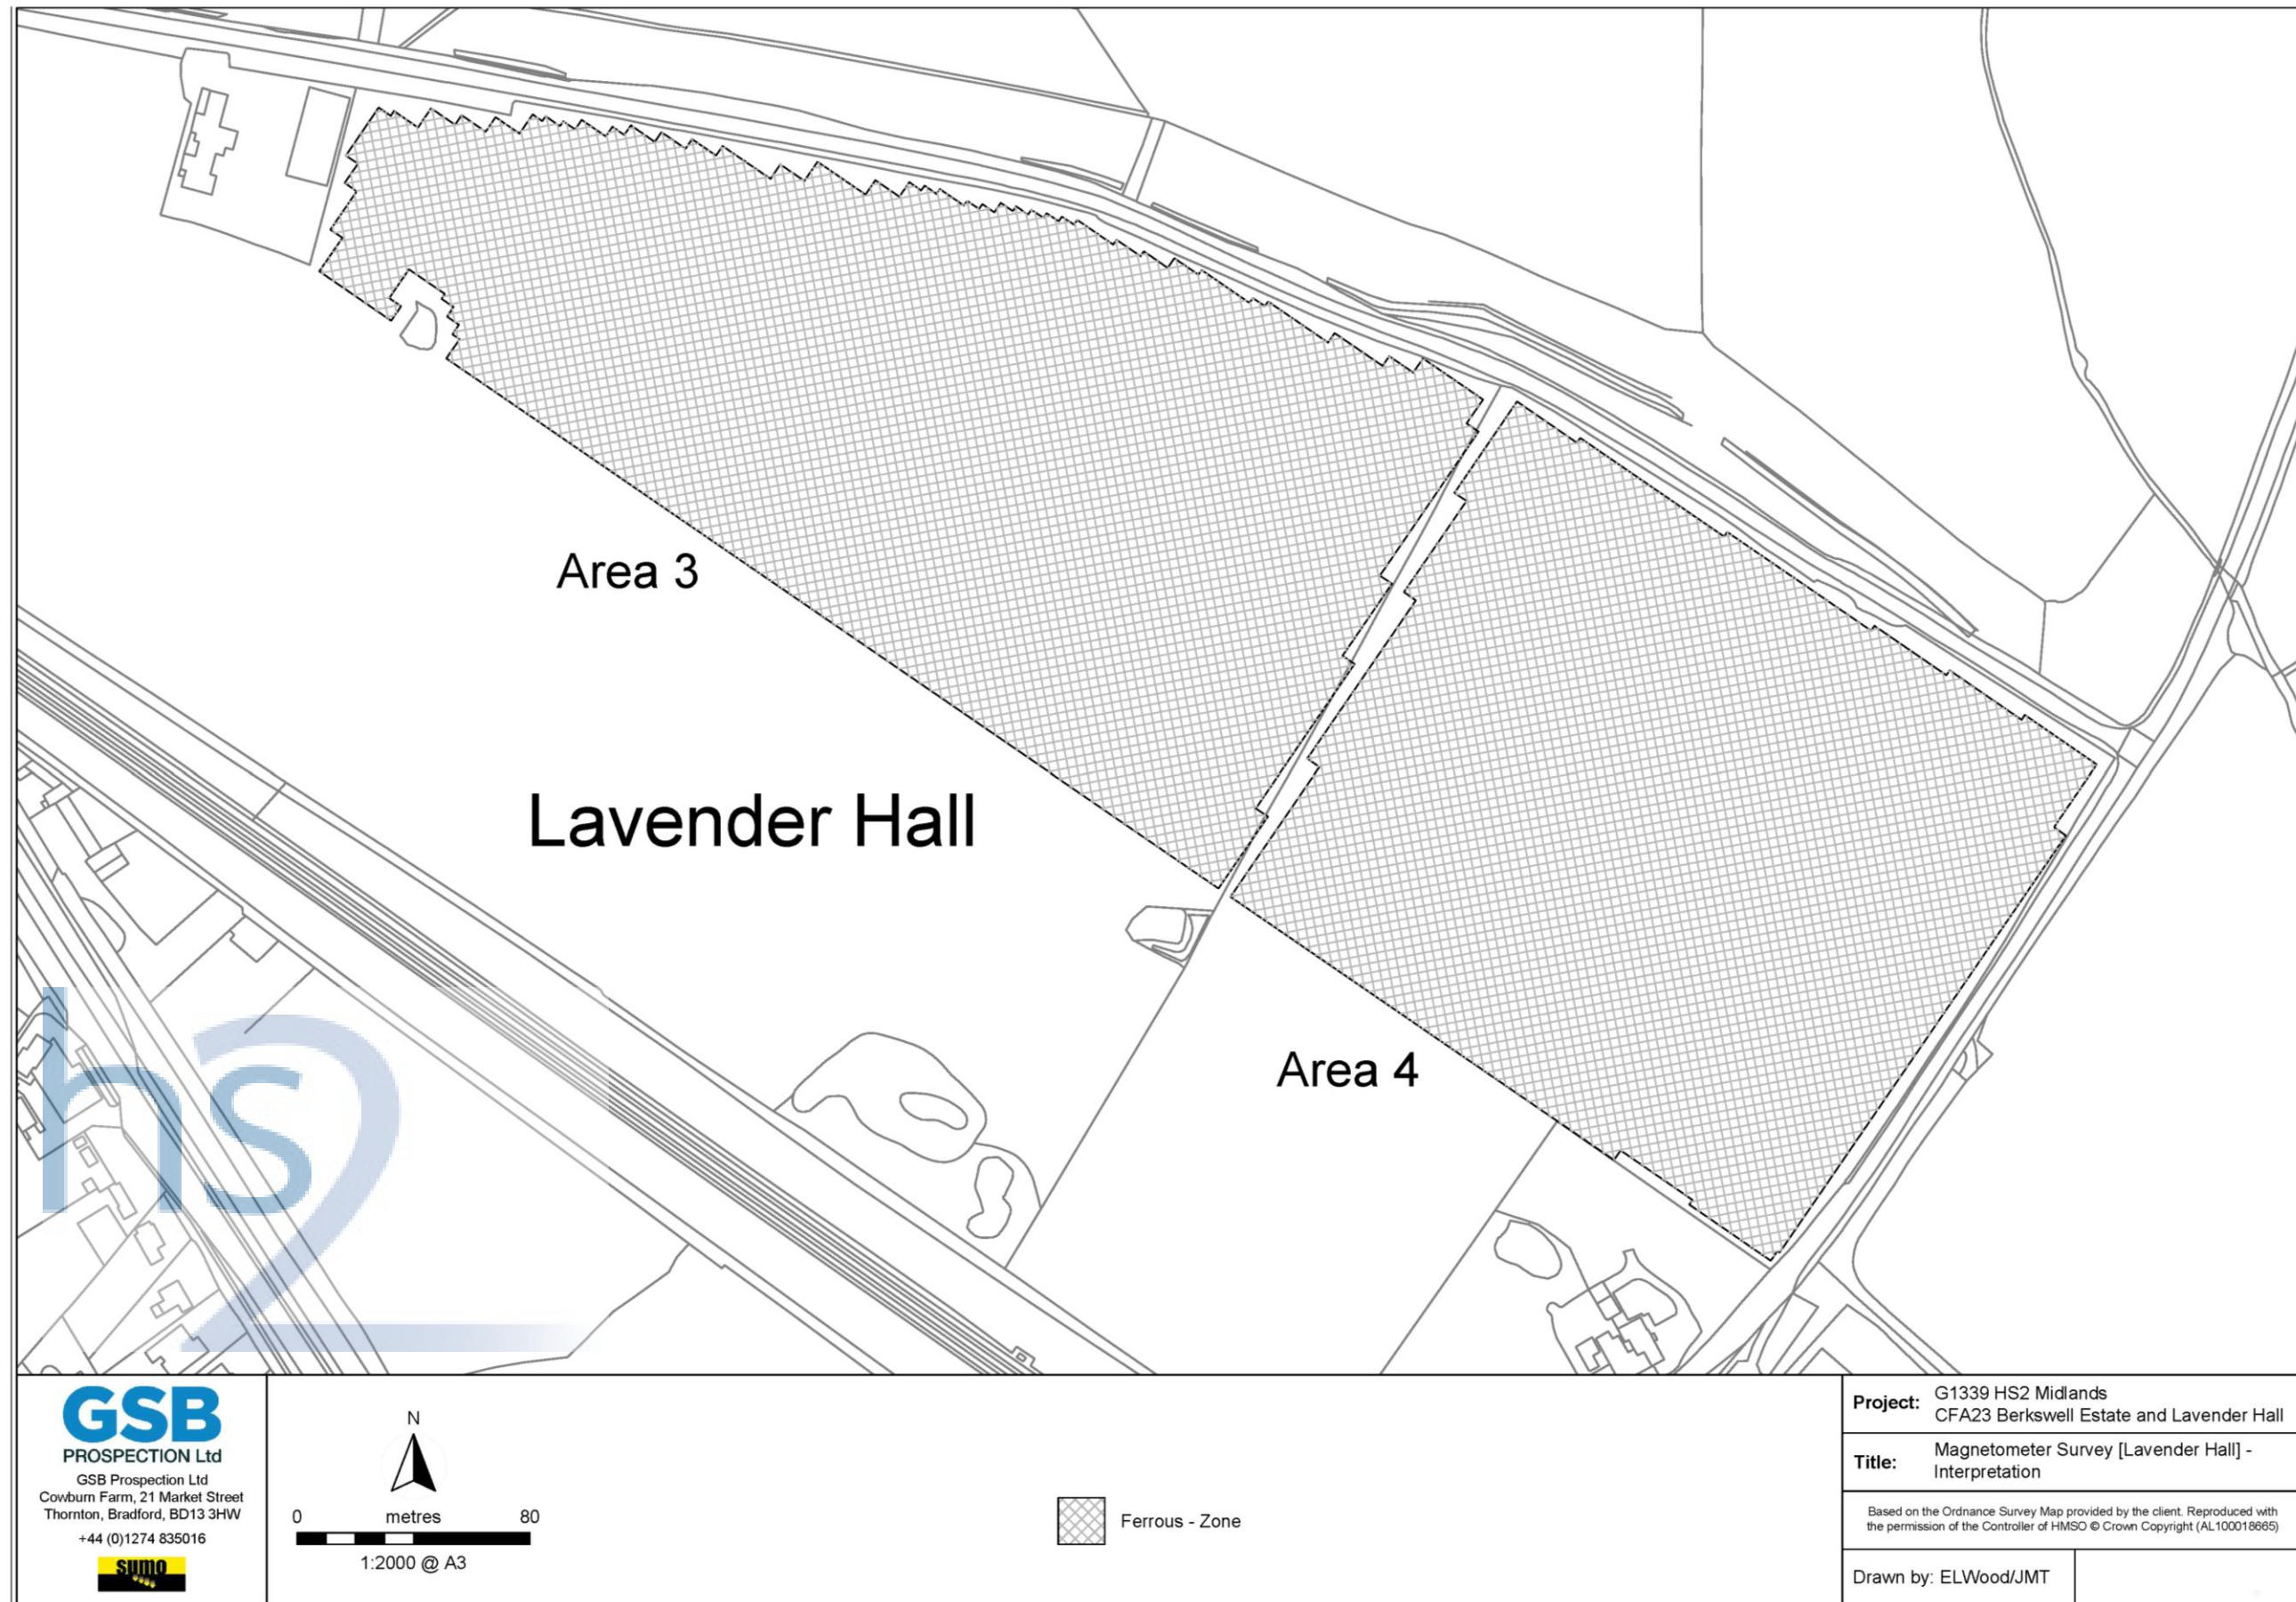 Area 3
Lavender Hall
Area 4
hs2
GSB
PROSPECTION Ltd
GSB Prospection Ltd
Cowburn Farm, 21 Market Street
Thornton, Bradford, BD13 3HW
+44 (0)1274 835016
sumo
N
0 metres 80
1:2000 @ A3
Ferrous - Zone
Project: G1339 HS2 Midlands
CFA23 Berkswell Estate and Lavender Hall
Title: Magnetometer Survey [Lavender Hall] -
Interpretation
Based on the Ordnance Survey Map provided by the client. Reproduced with
the permission of the Controller of HMSO © Crown Copyright (AL100018665)
Drawn by: ELWood/JMT